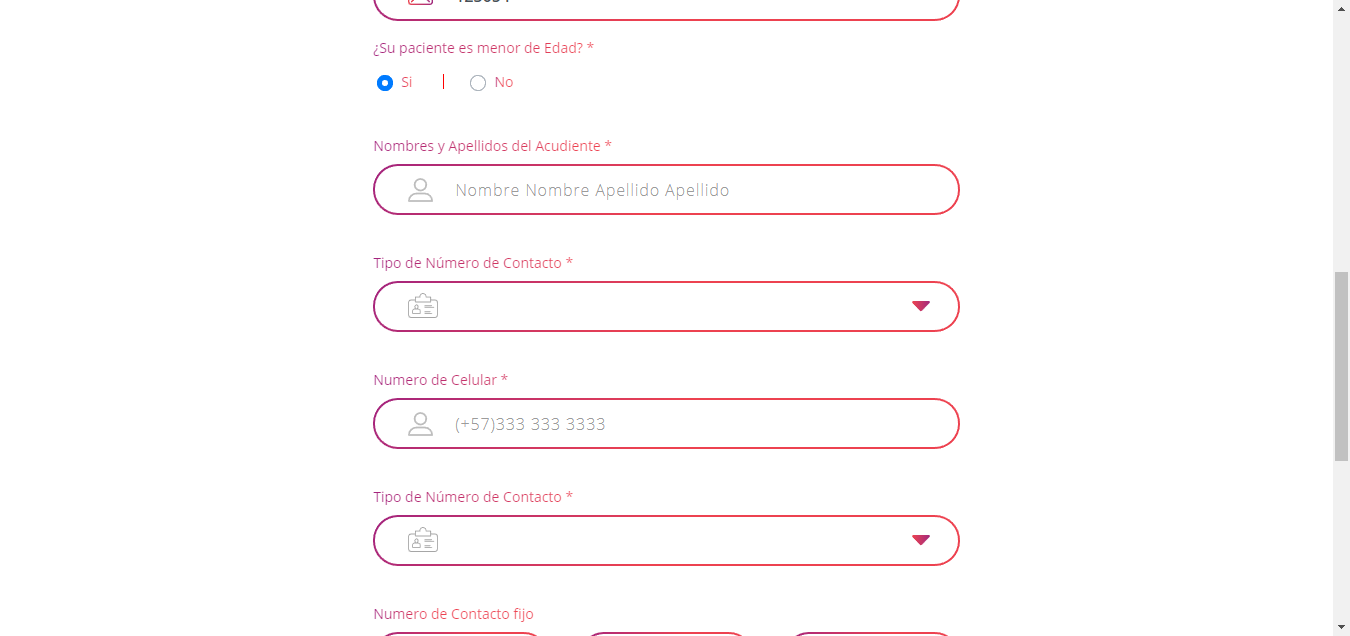 ¿Su paciente es menor de Edad? *
Si | No
Nombres y Apellidos del Acudiente *
Nombre Nombre Apellido Apellido
Tipo de Número de Contacto *
Numero de Celular *
(+57)333 333 3333
Tipo de Número de Contacto *
Numero de Contacto fijo